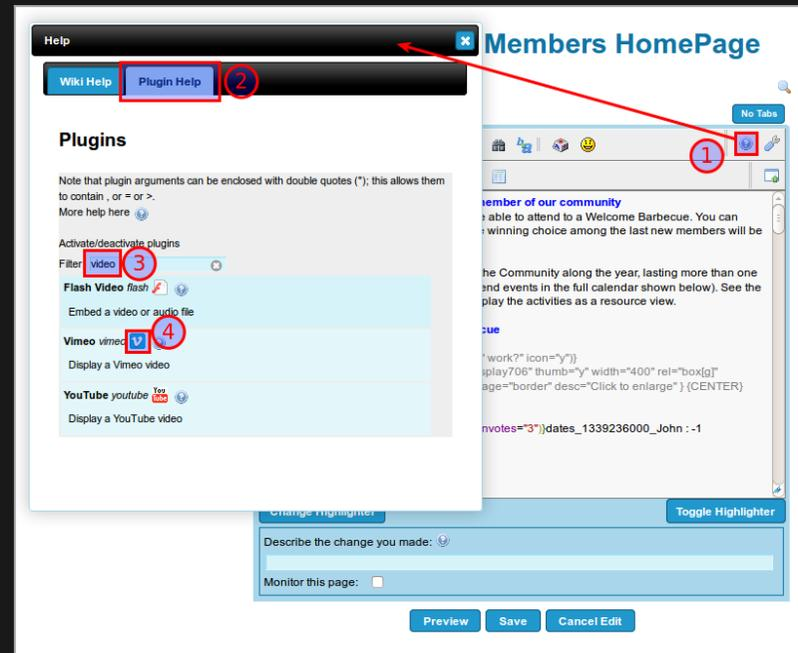 Help
Members HomePage
Wiki Help
Plugin Help
2
No Tabs
1
Plugins
Note that plugin arguments can be enclosed with double quotes ("); this allows them
to contain , or = or >.
More help here
Activate/deactivate plugins
Filter video
3
Flash Video flash
Embed a video or audio file
4
Vimeo vimeo
Display a Vimeo video
YouTube youtube
You
Tube
Display a YouTube video
ember of our community
able to attend to a Welcome Barbecue. You can
winning choice among the last new members will be
he Community along the year, lasting more than one
end events in the full calendar shown below). See the
play the activities as a resource view.
cue
work?" icon="y")}
splay706" thumb="y" width="400" rel="box[g]"
age="border" desc="Click to enlarge" } {CENTER}
nvotes="3")}dates_1339236000_John : -1
Change Highlighter
Toggle Highlighter
Describe the change you made:
Monitor this page:
Preview
Save
Cancel Edit